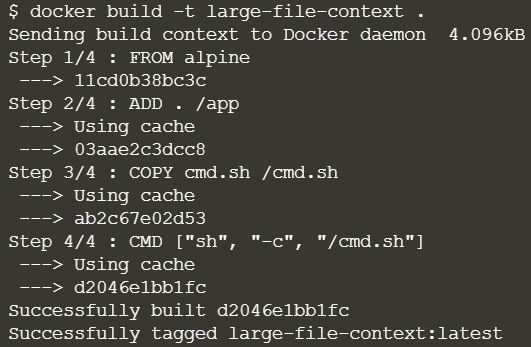 $ docker build -t large-file-context .
Sending build context to Docker daemon  4.096kB
Step 1/4 : FROM alpine
 ---> 11cd0b38bc3c
Step 2/4 : ADD . /app
 ---> Using cache
 ---> 03aae2c3dcc8
Step 3/4 : COPY cmd.sh /cmd.sh
 ---> Using cache
 ---> ab2c67e02d53
Step 4/4 : CMD ["sh", "-c", "/cmd.sh"]
 ---> Using cache
 ---> d2046e1bb1fc
Successfully built d2046e1bb1fc
Successfully tagged large-file-context:latest